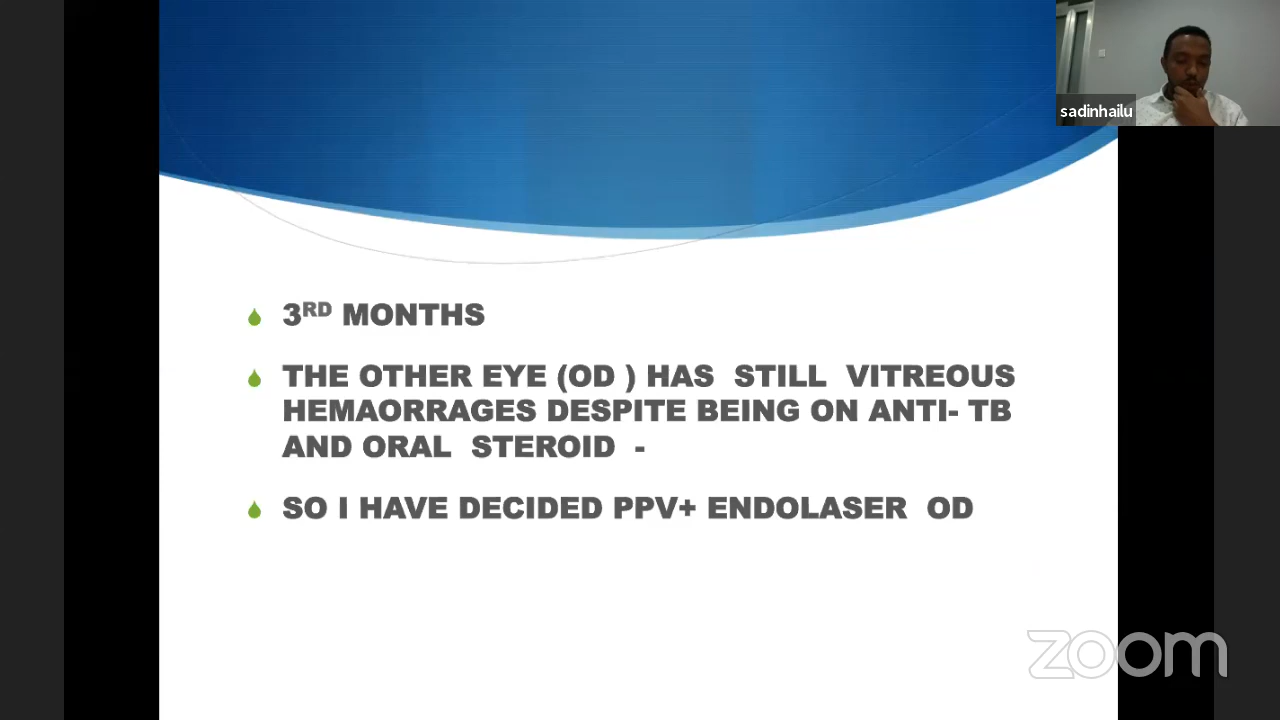 sadinhailu
3RD MONTHS
THE OTHER EYE (OD ) HAS STILL VITREOUS
HEMAORRAGES DESPITE BEING ON ANTI- TB
AND ORAL STEROID -
SO I HAVE DECIDED PPV+ ENDOLASER OD
zoom